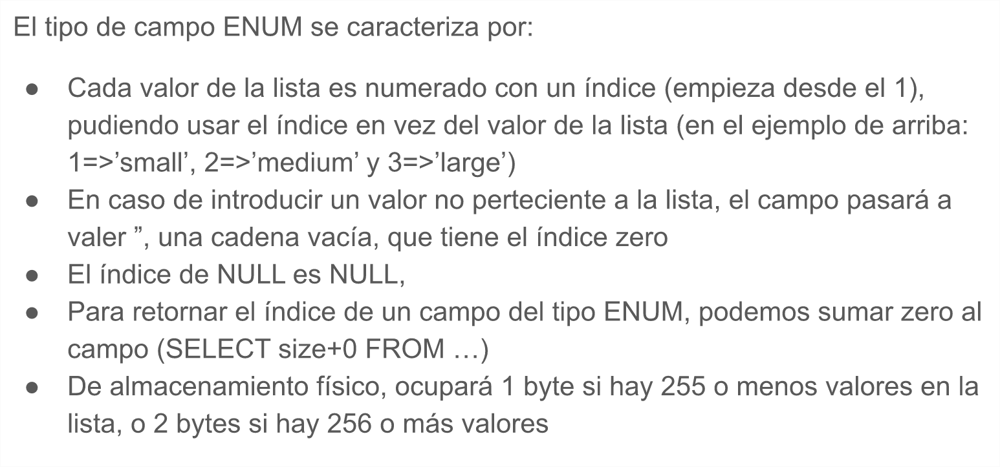 El tipo de campo ENUM se caracteriza por:
● Cada valor de la lista es numerado con un índice (empieza desde el 1),
pudiendo usar el índice en vez del valor de la lista (en el ejemplo de arriba:
1=>’small’, 2=>’medium’ y 3=>’large’)
● En caso de introducir un valor no perteciente a la lista, el campo pasará a
valer ”, una cadena vacía, que tiene el índice zero
● El índice de NULL es NULL,
● Para retornar el índice de un campo del tipo ENUM, podemos sumar zero al
campo (SELECT size+0 FROM …)
● De almacenamiento físico, ocupará 1 byte si hay 255 o menos valores en la
lista, o 2 bytes si hay 256 o más valores